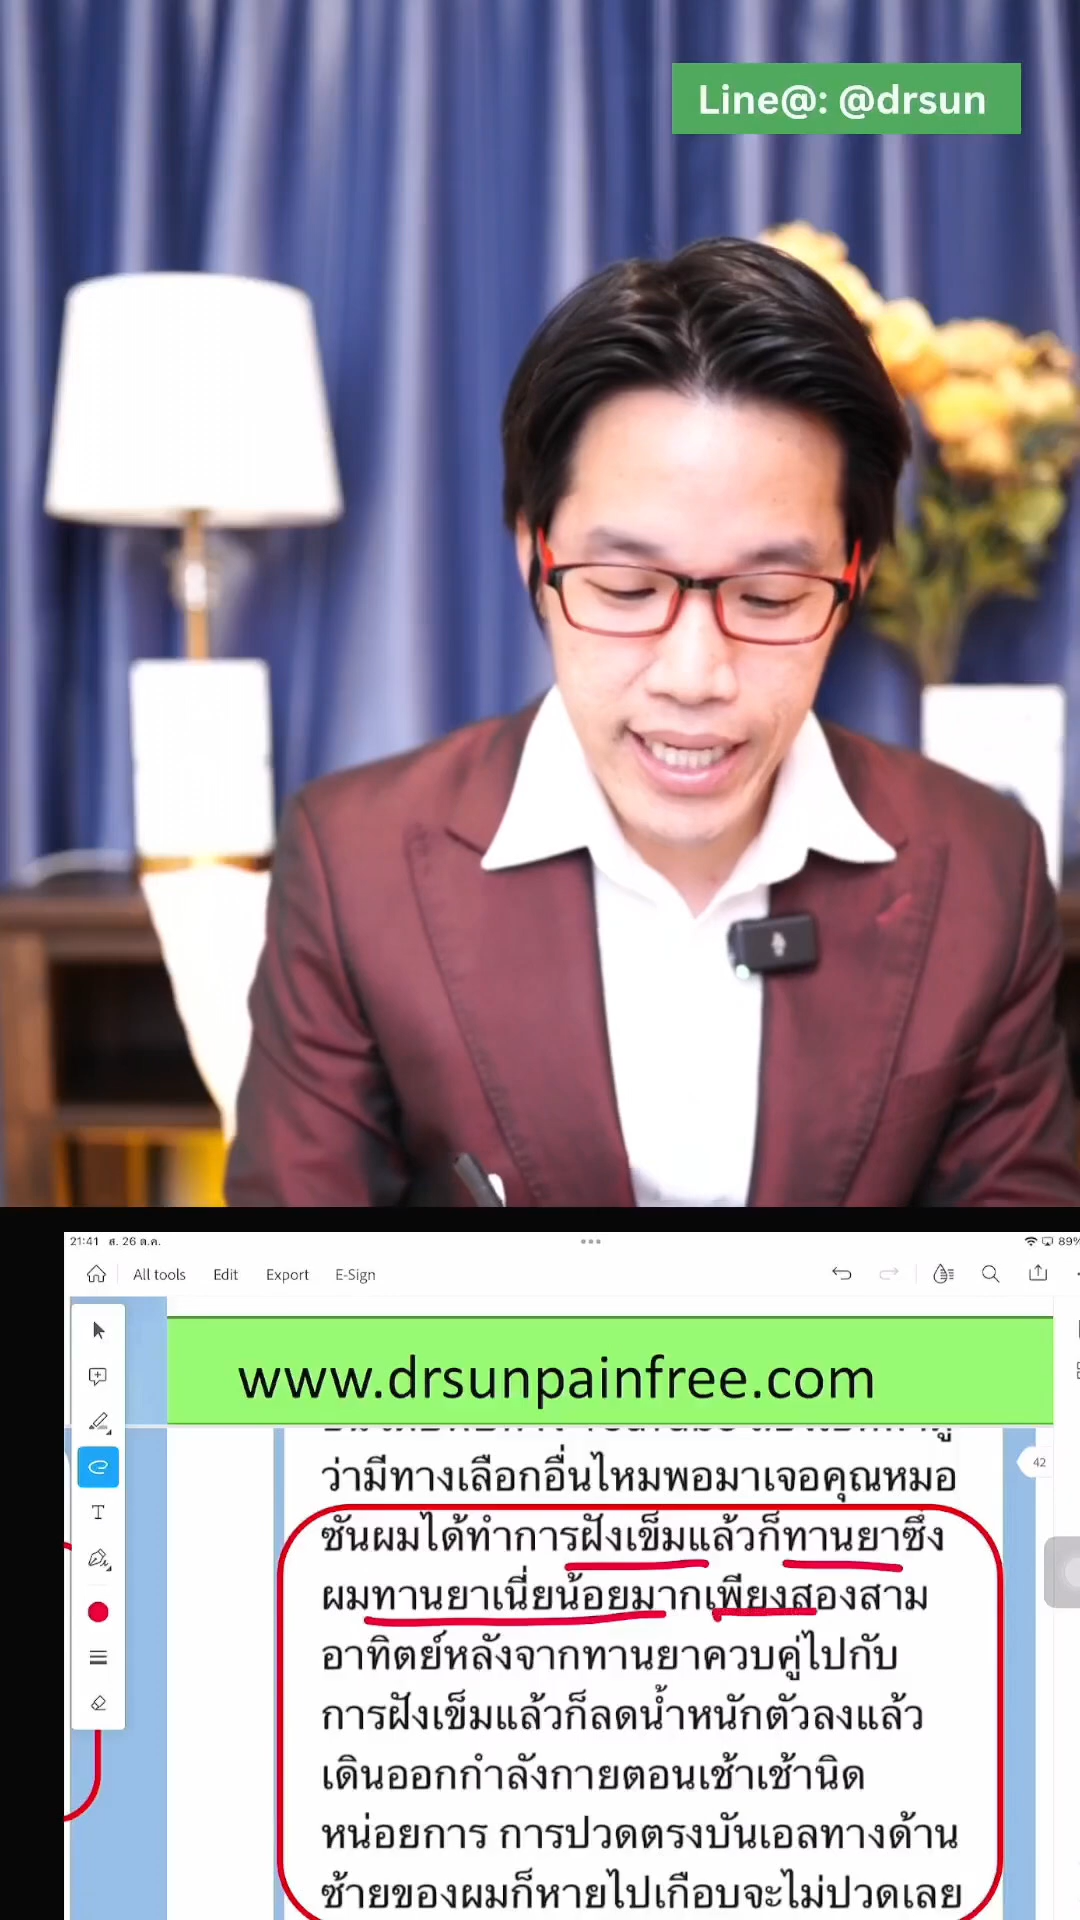 Line@: @drsun
21:41 ส. 26 ต.ค.
89%
All tools Edit Export E-Sign
www.drsunpainfree.com
42
ว่ามีทางเลือกอื่นไหมพอมาเจอคุณหมอ
ซันผมได้ทำการฝังเข็มแล้วก็ทานยาซึ่ง
ผมทานยาเนี่ยน้อยมากเพียงสองสาม
อาทิตย์หลังจากทานยาควบคู่ไปกับ
การฝังเข็มแล้วก็ลดน้ำหนักตัวลงแล้ว
เดินออกกำลังกายตอนเช้าเช้านิด
หน่อยการ การปวดตรงบันเอลทางด้าน
ซ้ายของผมก็หายไปเกือบจะไม่ปวดเลย
T